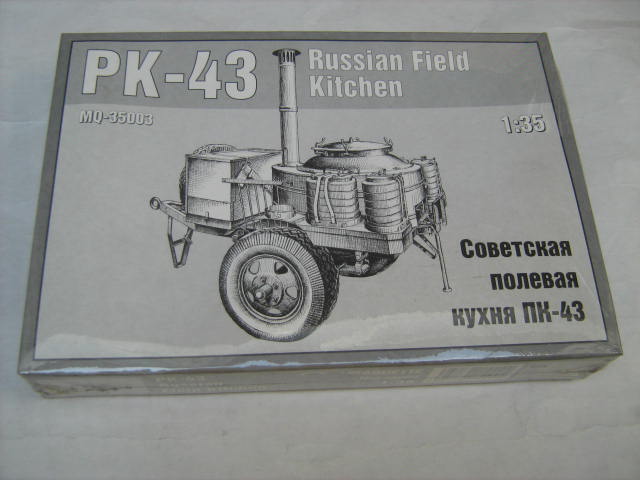 PK-43
Russian Field
Kitchen
MQ-35003
1:35
Советская
полевая
кухня ПК-43